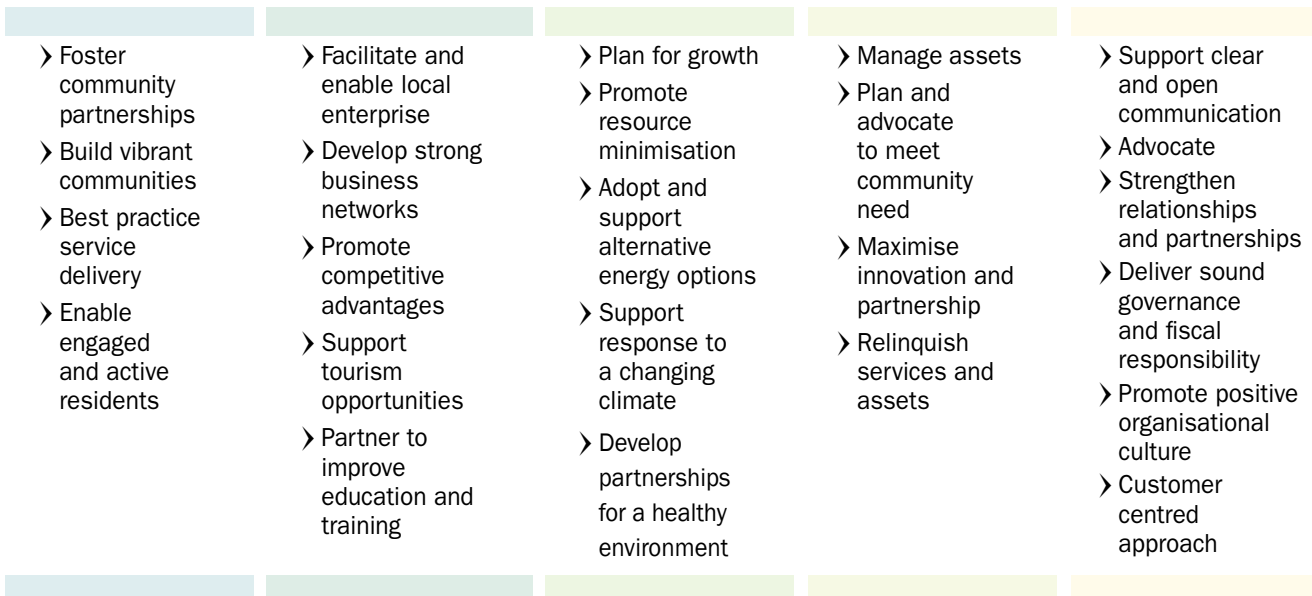 Foster
community
partnerships
Build vibrant
communities
Best practice
service
delivery
Enable
engaged
and active
residents
Facilitate and
enable local
enterprise
Develop strong
business
networks
Promote
competitive
advantages
Support
tourism
opportunities
Partner to
improve
education and
training
Plan for growth
Promote
resource
minimisation
Adopt and
support
alternative
energy options
Support
response to
a changing
climate
Develop
partnerships
for a healthy
environment
Manage assets
Plan and
advocate
to meet
community
need
Maximise
innovation and
partnership
Relinquish
services and
assets
Support clear
and open
communication
Advocate
Strengthen
relationships
and partnerships
Deliver sound
governance
and fiscal
responsibility
Promote positive
organisational
culture
Customer
centred
approach